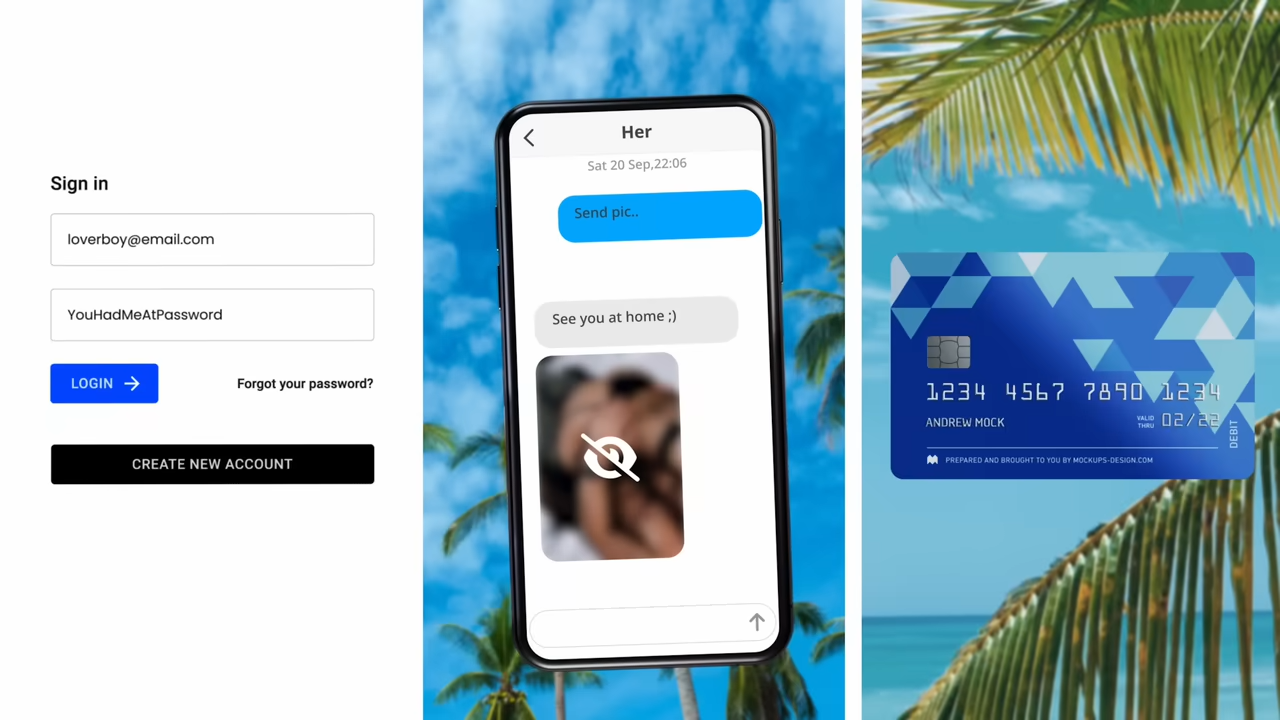 Sign in
loverboy@email.com
YouHadMeAtPassword
LOGIN
Forgot your password?
CREATE NEW ACCOUNT
Her
Sat 20 Sep,22:06
Send pic..
See you at home ;)
1234 4567 7890 1234
ANDREW MOCK
VALID THRU 02/22
DEBIT
PREPARED AND BROUGHT TO YOU BY MOCKUPS-DESIGN.COM